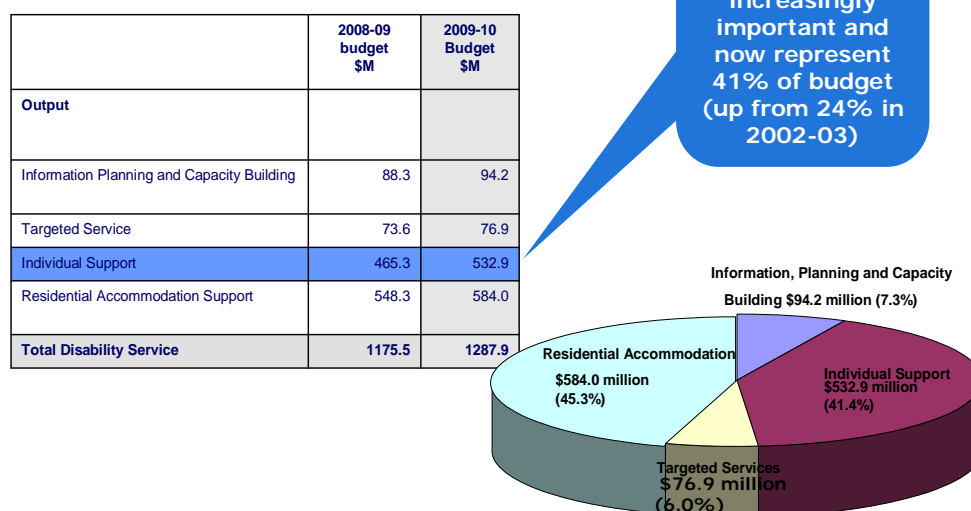 increasingly
important and
now represent
41% of budget
(up from 24% in
2002-03)
2008-09
budget
$M
2009-10
Budget
$M
Output
Information Planning and Capacity Building 88.3 94.2
Targeted Service 73.6 76.9
Individual Support 465.3 532.9
Residential Accommodation Support 548.3 584.0
Total Disability Service 1175.5 1287.9
Information, Planning and Capacity
Building $94.2 million (7.3%)
Residential Accommodation
$584.0 million
(45.3%)
Individual Support
$532.9 million
(41.4%)
Targeted Services
$76.9 million
(6.0%)